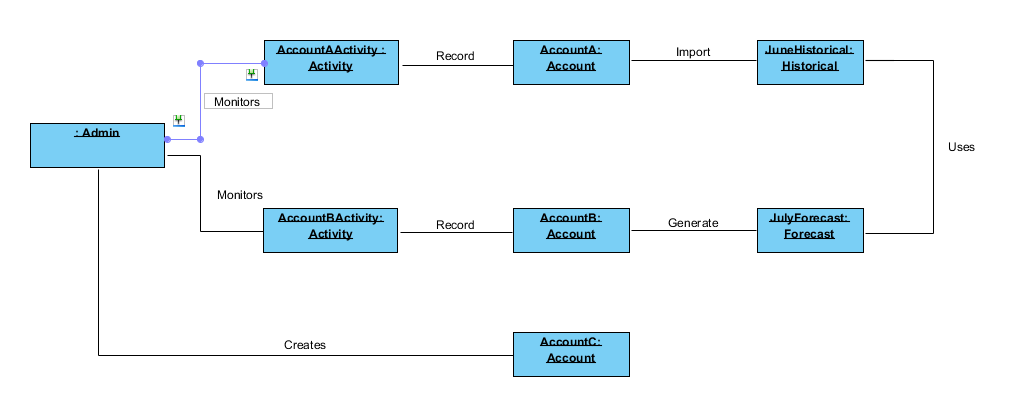 AccountAActivity :
Activity
Record
AccountA:
Account
Import
JuneHistorical:
Historical
Monitors
: Admin
Uses
Monitors
AccountBActivity:
Activity
Record
AccountB:
Account
Generate
JulyForecast:
Forecast
Creates
AccountC:
Account